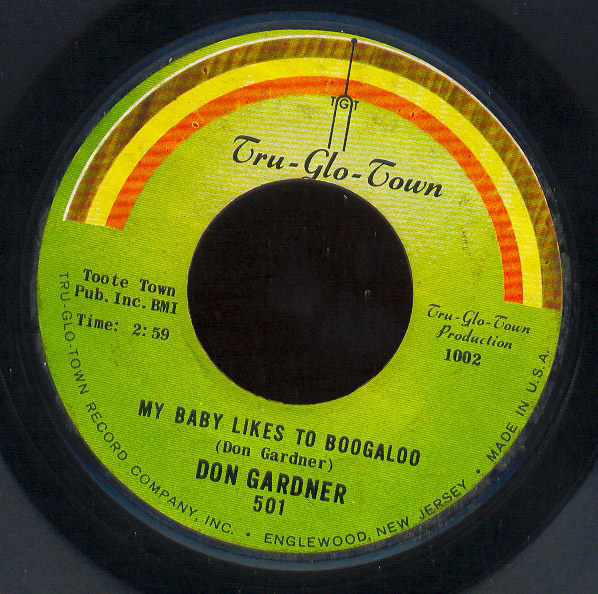 TGT
Tru-Glo-Town
Toote Town
Pub. Inc. BMI
Time: 2:59
Tru-Glo-Town
Production
1002
MY BABY LIKES TO BOOGALOO
(Don Gardner)
DON GARDNER
501
TRU-GLO-TOWN RECORD COMPANY, INC. • ENGLEWOOD, NEW JERSEY • MADE IN U.S.A.